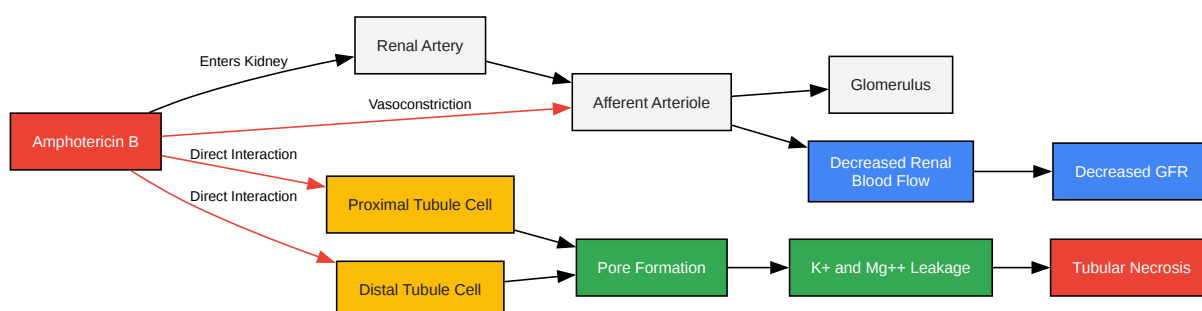 Renal Artery
Enters Kidney
Glomerulus
Vasoconstriction
Afferent Arteriole
Amphotericin B
Direct Interaction
Decreased Renal
Blood Flow
Decreased GFR
Direct Interaction
Proximal Tubule Cell
Pore Formation
K+ and Mg++ Leakage
Tubular Necrosis
Distal Tubule Cell